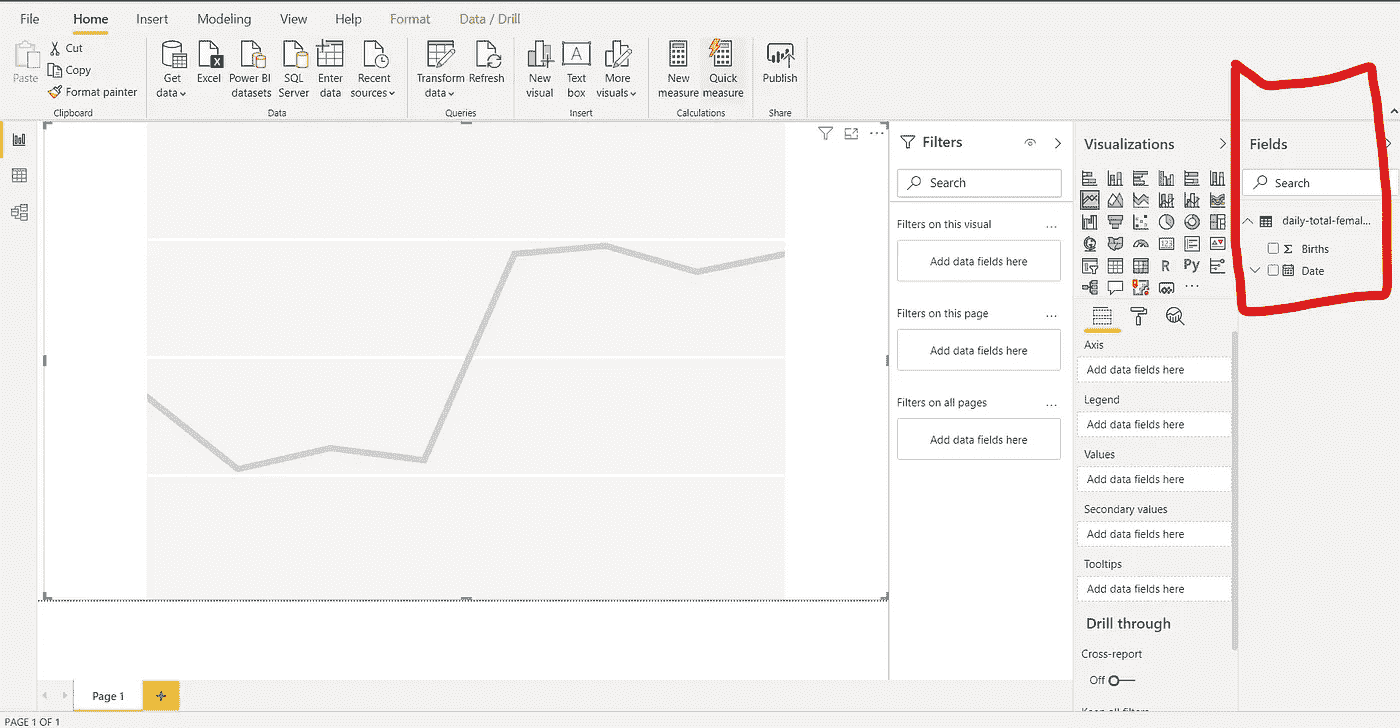 File Home Insert Modeling View Help Format Data / Drill
Paste
Cut
Copy
Format painter
Clipboard
Get data
Excel
Power BI datasets
SQL Server
Enter data
Recent sources
Data
Transform data
Refresh
Queries
New visual
Text box
More visuals
Insert
New measure
Quick measure
Calculations
Publish
Share
Filters
Search
Filters on this visual ...
Add data fields here
Filters on this page ...
Add data fields here
Filters on all pages ...
Add data fields here
Visualizations
123
R Py
...
Axis
Add data fields here
Legend
Add data fields here
Values
Add data fields here
Secondary values
Add data fields here
Tooltips
Add data fields here
Drill through
Cross-report
Off
Keep all filters
Fields
Search
daily-total-femal...
Σ Births
Date
Page 1
PAGE 1 OF 1